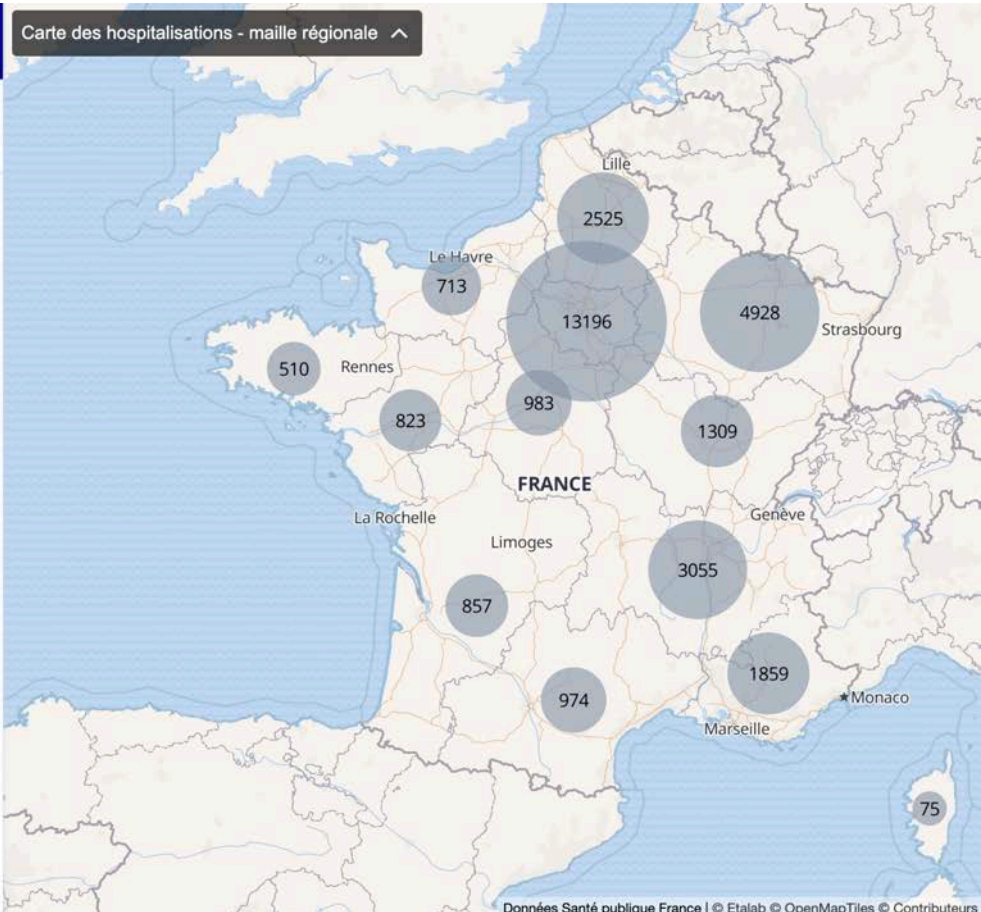 Carte des hospitalisations - maille régionale
Lille
2525
Le Havre
713
13196
4928
Strasbourg
510
Rennes
983
823
1309
FRANCE
La Rochelle
Genève
Limoges
3055
857
1859
974
Monaco
Marseille
75
Données Santé publique France | © Etalab © OpenMapTiles © Contributeurs